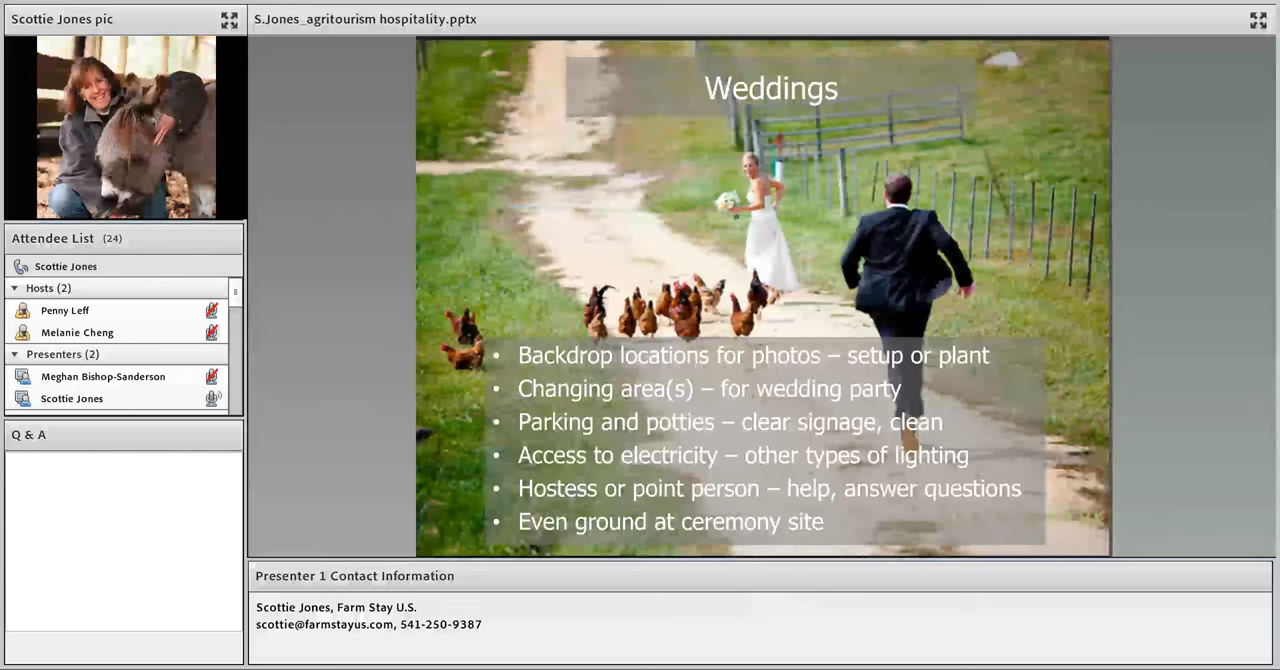 Scottie Jones pic
S.Jones_agritourism hospitality.pptx
Attendee List (24)
Scottie Jones
Hosts (2)
Penny Leff
Melanie Cheng
Presenters (2)
Meghan Bishop-Sanderson
Scottie Jones
Q & A
Weddings
• Backdrop locations for photos – setup or plant
• Changing area(s) – for wedding party
• Parking and potties – clear signage, clean
• Access to electricity – other types of lighting
• Hostess or point person – help, answer questions
• Even ground at ceremony site
Presenter 1 Contact Information
Scottie Jones, Farm Stay U.S.
scottie@farmstayus.com, 541-250-9387